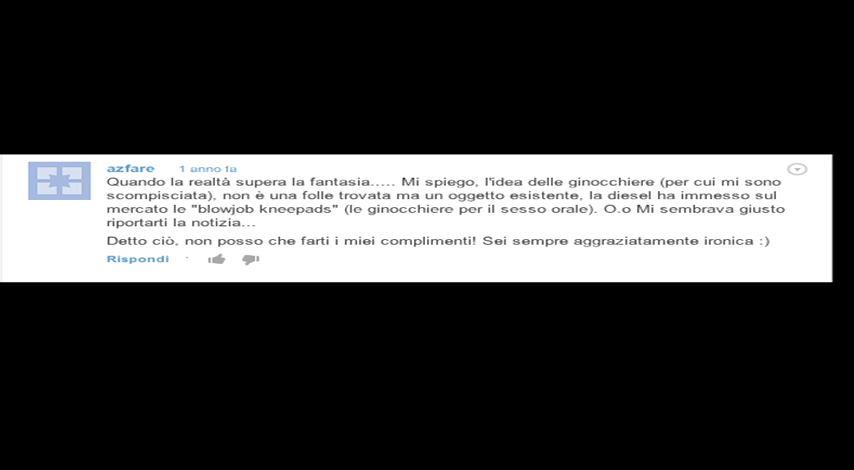 azfare 1 anno fa
Quando la realtà supera la fantasia..... Mi spiego, l'idea delle ginocchiere (per cui mi sono
scompisciata), non è una folle trovata ma un oggetto esistente, la diesel ha immesso sul
mercato le "blowjob kneepads" (le ginocchiere per il sesso orale). O.o Mi sembrava giusto
riportarti la notizia...
Detto ciò, non posso che farti i miei complimenti! Sei sempre aggraziatamente ironica :)
Rispondi ·